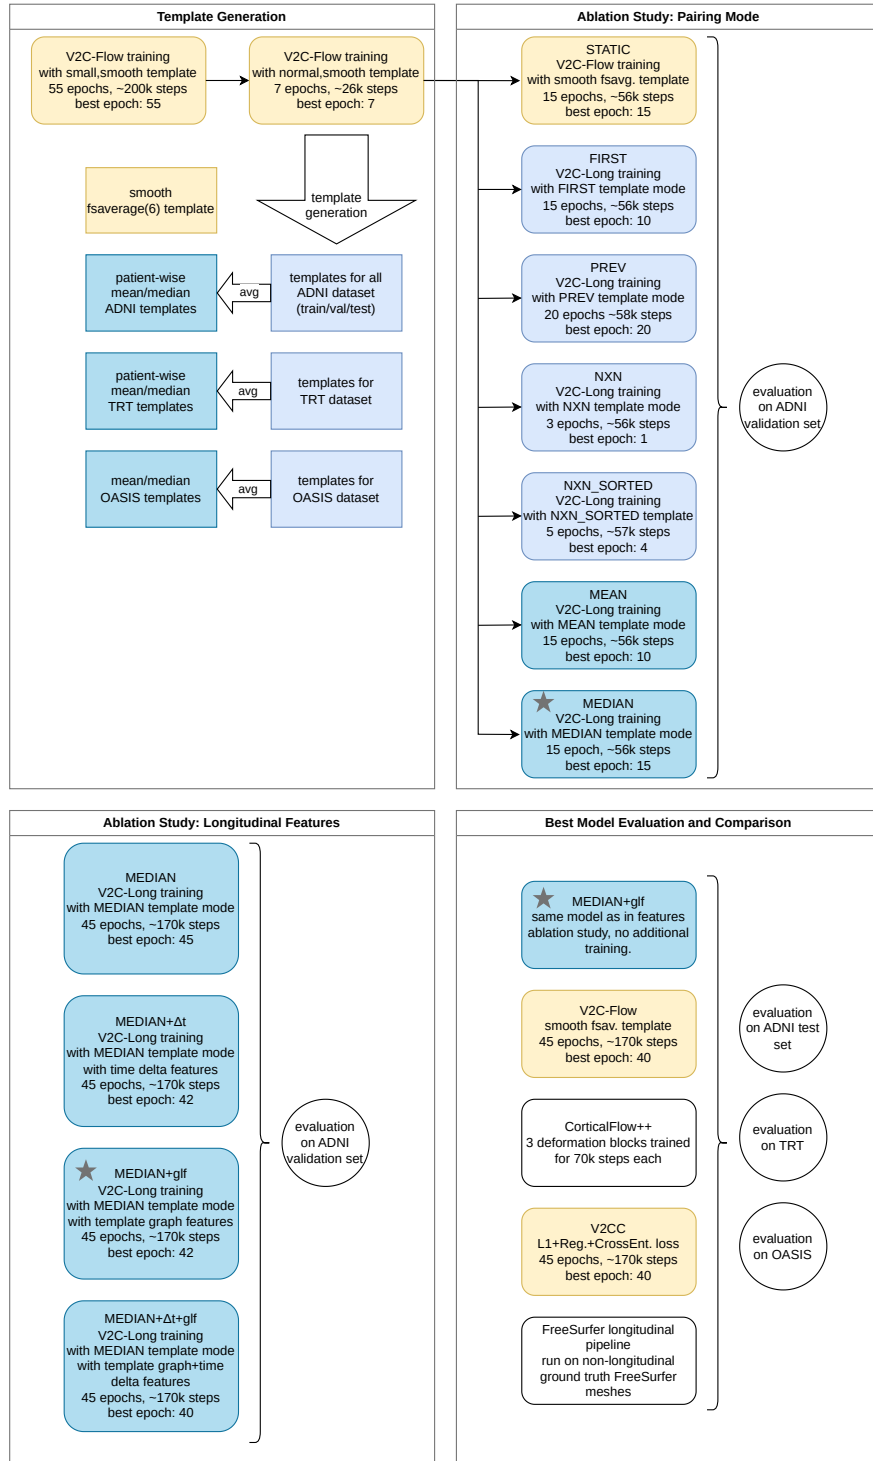 Template Generation
V2C-Flow training
with small,smooth template
55 epochs, ~200k steps
best epoch: 55
V2C-Flow training
with normal,smooth template
7 epochs, ~26k steps
best epoch: 7
template
generation
smooth
fsaverage(6) template
patient-wise
mean/median
ADNI templates
avg
templates for all
ADNI dataset
(train/val/test)
patient-wise
mean/median
TRT templates
avg
templates for
TRT dataset
mean/median
OASIS templates
avg
templates for
OASIS dataset
Ablation Study: Pairing Mode
STATIC
V2C-Flow training
with smooth fsavg. template
15 epochs, ~56k steps
best epoch: 15
FIRST
V2C-Long training
with FIRST template mode
15 epochs, ~56k steps
best epoch: 10
PREV
V2C-Long training
with PREV template mode
20 epochs ~58k steps
best epoch: 20
NXN
V2C-Long training
with NXN template mode
3 epochs, ~56k steps
best epoch: 1
NXN_SORTED
V2C-Long training
with NXN_SORTED template
5 epochs, ~57k steps
best epoch: 4
MEAN
V2C-Long training
with MEAN template mode
15 epochs, ~56k steps
best epoch: 10
MEDIAN
V2C-Long training
with MEDIAN template mode
15 epoch, ~56k steps
best epoch: 15
evaluation
on ADNI
validation set
Ablation Study: Longitudinal Features
MEDIAN
V2C-Long training
with MEDIAN template mode
45 epochs, ~170k steps
best epoch: 45
MEDIAN+Δt
V2C-Long training
with MEDIAN template mode
with time delta features
45 epochs, ~170k steps
best epoch: 42
MEDIAN+glf
V2C-Long training
with MEDIAN template mode
with template graph features
45 epochs, ~170k steps
best epoch: 42
MEDIAN+Δt+glf
V2C-Long training
with MEDIAN template mode
with template graph+time
delta features
45 epochs, ~170k steps
best epoch: 40
evaluation
on ADNI
validation set
Best Model Evaluation and Comparison
MEDIAN+glf
same model as in features
ablation study, no additional
training.
V2C-Flow
smooth fsav. template
45 epochs, ~170k steps
best epoch: 40
CorticalFlow++
3 deformation blocks trained
for 70k steps each
V2CC
L1+Reg.+CrossEnt. loss
45 epochs, ~170k steps
best epoch: 40
FreeSurfer longitudinal
pipeline
run on non-longitudinal
ground truth FreeSurfer
meshes
evaluation
on ADNI test
set
evaluation
on TRT
evaluation
on OASIS